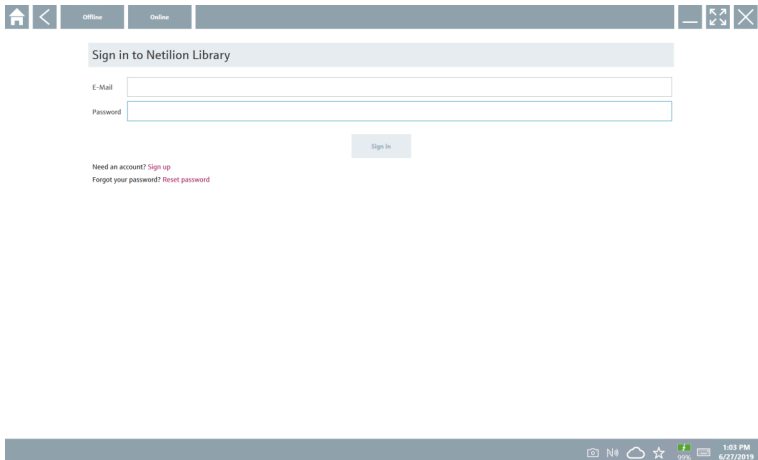 Offline Online
Sign in to Netilion Library
E-Mail
Password
Sign In
Need an account? Sign up
Forgot your password? Reset password
1:03 PM
99% 6/27/2019